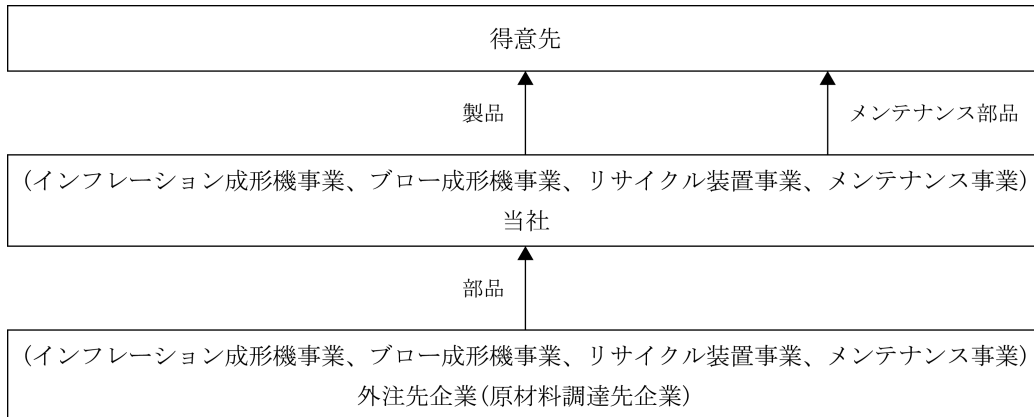 得意先
製品
メンテナンス部品
(インフレーション成形機事業、ブロー成形機事業、リサイクル装置事業、メンテナンス事業)
当社
部品
(インフレーション成形機事業、ブロー成形機事業、リサイクル装置事業、メンテナンス事業)
外注先企業(原材料調達先企業)